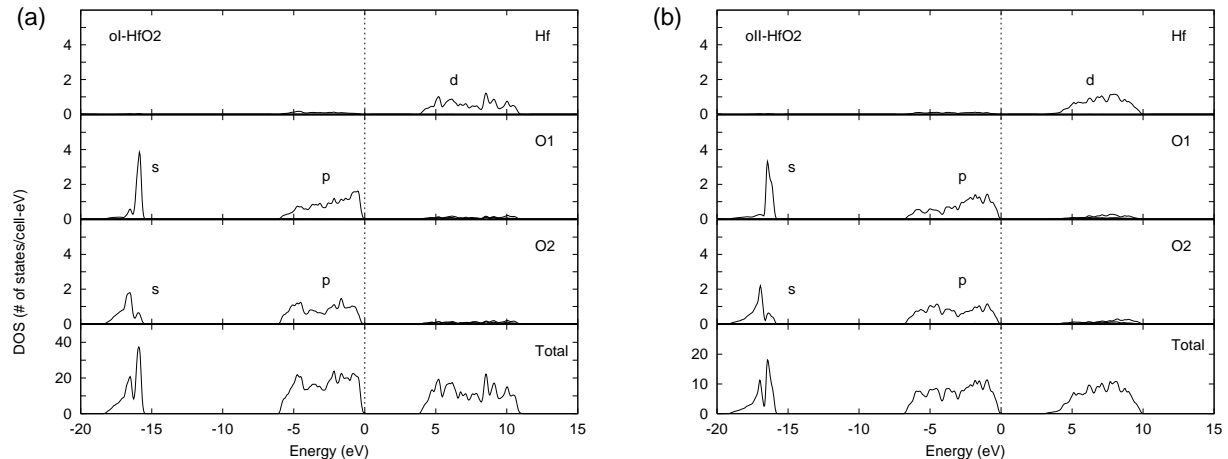 (a)
oI-HfO2
Hf
d
6
4
2
0
O1
s
p
4
2
0
O2
s
p
4
2
0
Total
40
20
0
-20 -15 -10 -5 0 5 10 15
Energy (eV)
DOS (# of states/cell-eV)
(b)
oII-HfO2
Hf
d
6
4
2
0
O1
s
p
4
2
0
O2
s
p
4
2
0
Total
20
10
0
-20 -15 -10 -5 0 5 10 15
Energy (eV)